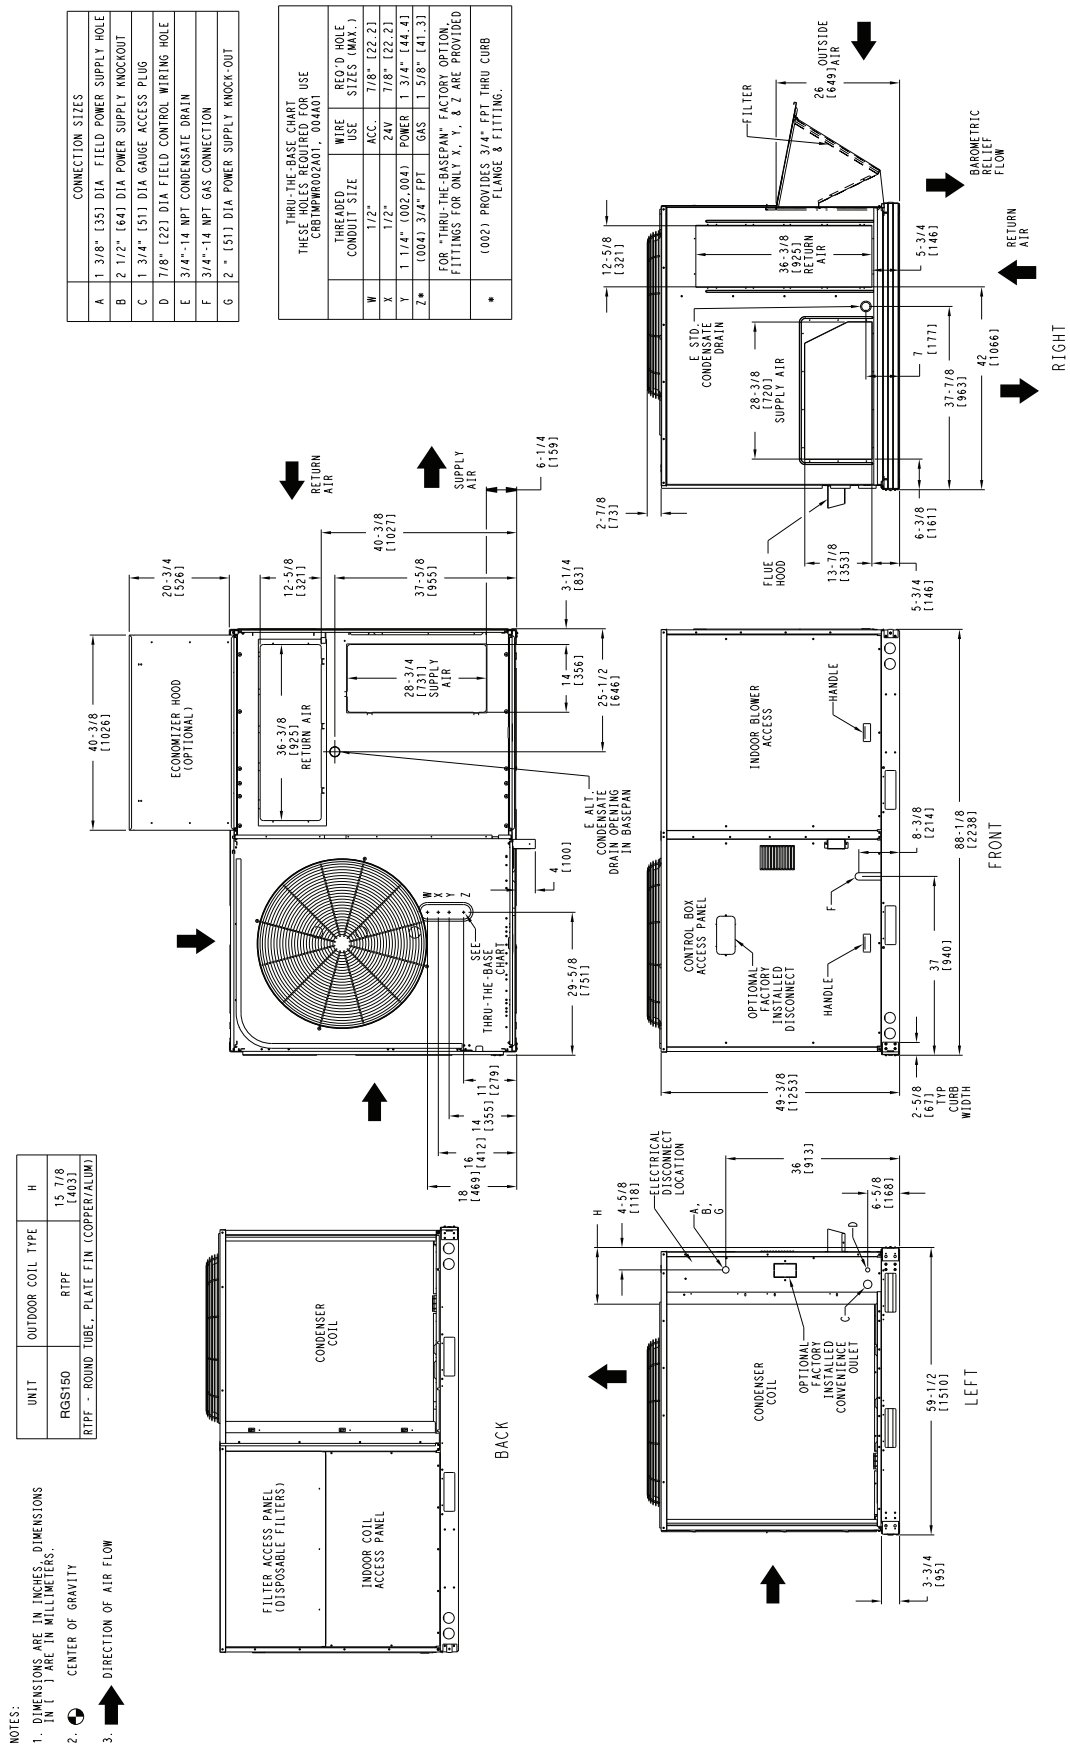 NOTES:
1. DIMENSIONS ARE IN INCHES, DIMENSIONS
IN [ ] ARE IN MILLIMETERS.
2. CENTER OF GRAVITY
3. DIRECTION OF AIR FLOW
UNIT OUTDOOR COIL TYPE H
RGS150 RTPF 15 7/8 [403]
RTPF - ROUND TUBE, PLATE FIN (COPPER/ALUM)
CONNECTION SIZES
A 1 3/8" [35] DIA FIELD POWER SUPPLY HOLE
B 2 1/2" [64] DIA POWER SUPPLY KNOCKOUT
C 1 3/4" [51] DIA GAUGE ACCESS PLUG
D 7/8" [22] DIA FIELD CONTROL WIRING HOLE
E 3/4"-14 NPT CONDENSATE DRAIN
F 3/4"-14 NPT GAS CONNECTION
G 2 " [51] DIA POWER SUPPLY KNOCK-OUT
THRU-THE-BASE CHART
THESE HOLES REQUIRED FOR USE
CRBTMPWR002A01, 004A01
THREADED CONDUIT SIZE WIRE USE REQ'D HOLE SIZES (MAX.)
W 1/2" ACC. 7/8" [22.2]
X 1/2" 24V 7/8" [22.2]
Y 1 1/4" (002,004) POWER 1 3/4" [44.4]
Z* (004) 3/4" FPT GAS 1 5/8" [41.3]
FOR "THRU-THE-BASEPAN" FACTORY OPTION,
FITTINGS FOR ONLY X, Y, & Z ARE PROVIDED
* (002) PROVIDES 3/4" FPT THRU CURB
FLANGE & FITTING.
40-3/8
[1026]
20-3/4
[526]
ECONOMIZER HOOD
(OPTIONAL)
12-5/8
[321]
RETURN
AIR
40-3/8
[1027]
37-5/8
[955]
SUPPLY
AIR
6-1/4
[159]
36-3/8
[925]
RETURN AIR
28-3/4
[731]
SUPPLY
AIR
3-1/4
[83]
14
[356]
25-1/2
[646]
E ALT.
CONDENSATE
DRAIN OPENING
IN BASEPAN
4
[100]
W
X
Y
Z
SEE
THRU-THE-BASE
CHART
29-5/8
[751]
11
[279]
14
[355]
16
[412]
18
[469]
FILTER ACCESS PANEL
(DISPOSABLE FILTERS)
INDOOR COIL
ACCESS PANEL
CONDENSER
COIL
BACK
H
4-5/8
[118]
ELECTRICAL
DISCONNECT
LOCATION
A,
B,
G
36
[913]
6-5/8
[168]
D
C
CONDENSER
COIL
OPTIONAL
FACTORY
INSTALLED
CONVENIENCE
OULET
59-1/2
[1510]
3-3/4
[95]
LEFT
CONTROL BOX
ACCESS PANEL
INDOOR BLOWER
ACCESS
OPTIONAL
FACTORY
INSTALLED
DISCONNECT
HANDLE
HANDLE
F
8-3/8
[214]
37
[940]
88-1/8
[2238]
49-3/8
[1253]
2-5/8
[67]
TYP
CURB
WIDTH
FRONT
26
[649]
OUTSIDE
AIR
FILTER
BAROMETRIC
RELIEF
FLOW
12-5/8
[321]
36-3/8
[925]
RETURN
AIR
5-3/4
[146]
RETURN
AIR
E STD.
CONDENSATE
DRAIN
28-3/8
[720]
SUPPLY AIR
7
[177]
37-7/8
[963]
42
[1066]
2-7/8
[73]
FLUE
HOOD
13-7/8
[353]
6-3/8
[161]
5-3/4
[146]
RIGHT